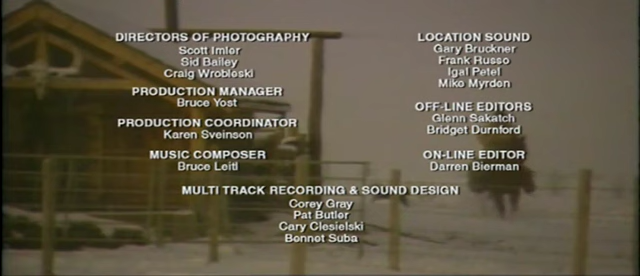 DIRECTORS OF PHOTOGRAPHY
Scott Imler
Sid Bailey
Craig Wrobleski
PRODUCTION MANAGER
Bruce Yost
PRODUCTION COORDINATOR
Karen Sveinson
MUSIC COMPOSER
Bruce Leitl
LOCATION SOUND
Gary Bruckner
Frank Russo
Igal Petel
Mike Myrden
OFF-LINE EDITORS
Glenn Sakatch
Bridget Durnford
ON-LINE EDITOR
Darren Bierman
MULTI TRACK RECORDING & SOUND DESIGN
Corey Gray
Pat Butler
Cary Ciesielski
Bennet Suba